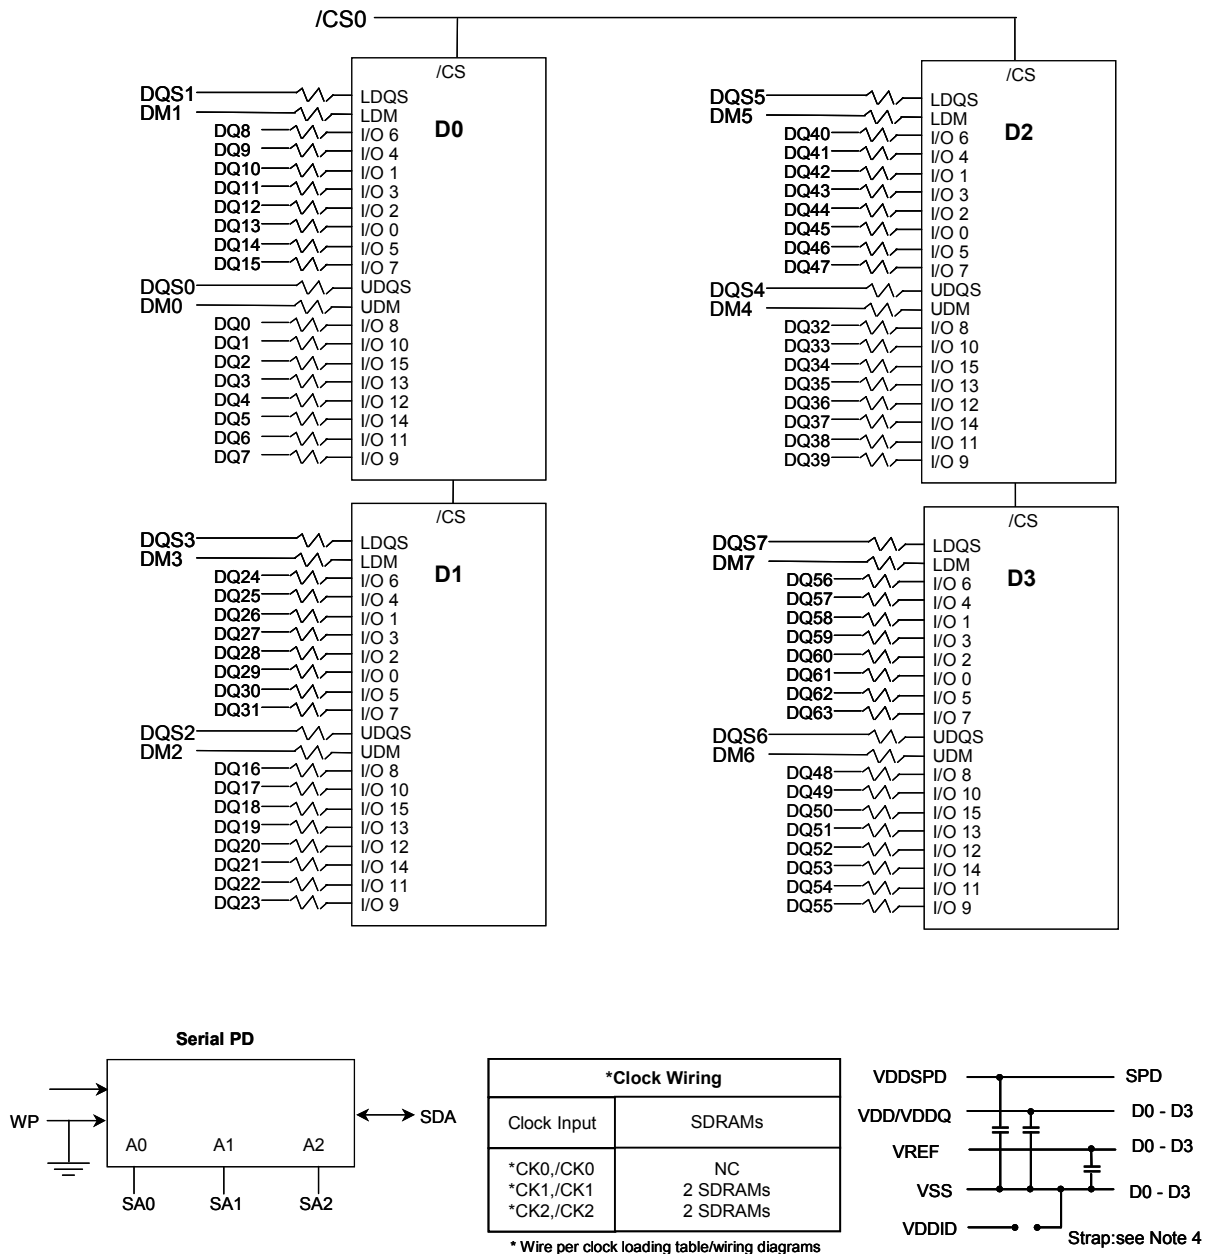 /CS0
/CS
DQS1 LDQS
DM1 LDM
D0
DQ8 I/O 6
DQ9 I/O 4
DQ10 I/O 1
DQ11 I/O 3
DQ12 I/O 2
DQ13 I/O 0
DQ14 I/O 5
DQ15 I/O 7
DQS0 UDQS
DM0 UDM
DQ0 I/O 8
DQ1 I/O 10
DQ2 I/O 15
DQ3 I/O 13
DQ4 I/O 12
DQ5 I/O 14
DQ6 I/O 11
DQ7 I/O 9
/CS
DQS5 LDQS
DM5 LDM
D2
DQ40 I/O 6
DQ41 I/O 4
DQ42 I/O 1
DQ43 I/O 3
DQ44 I/O 2
DQ45 I/O 0
DQ46 I/O 5
DQ47 I/O 7
DQS4 UDQS
DM4 UDM
DQ32 I/O 8
DQ33 I/O 10
DQ34 I/O 15
DQ35 I/O 13
DQ36 I/O 12
DQ37 I/O 14
DQ38 I/O 11
DQ39 I/O 9
/CS
DQS3 LDQS
DM3 LDM
D1
DQ24 I/O 6
DQ25 I/O 4
DQ26 I/O 1
DQ27 I/O 3
DQ28 I/O 2
DQ29 I/O 0
DQ30 I/O 5
DQ31 I/O 7
DQS2 UDQS
DM2 UDM
DQ16 I/O 8
DQ17 I/O 10
DQ18 I/O 15
DQ19 I/O 13
DQ20 I/O 12
DQ21 I/O 14
DQ22 I/O 11
DQ23 I/O 9
/CS
DQS7 LDQS
DM7 LDM
D3
DQ56 I/O 6
DQ57 I/O 4
DQ58 I/O 1
DQ59 I/O 3
DQ60 I/O 2
DQ61 I/O 0
DQ62 I/O 5
DQ63 I/O 7
DQS6 UDQS
DM6 UDM
DQ48 I/O 8
DQ49 I/O 10
DQ50 I/O 15
DQ51 I/O 13
DQ52 I/O 12
DQ53 I/O 14
DQ54 I/O 11
DQ55 I/O 9
Serial PD
WP SDA
A0 A1 A2
SA0 SA1 SA2
*Clock Wiring
Clock Input SDRAMs
*CK0,/CK0 NC
*CK1,/CK1 2 SDRAMs
*CK2,/CK2 2 SDRAMs
* Wire per clock loading table/wiring diagrams
VDDSPD SPD
VDD/VDDQ D0 - D3
VREF D0 - D3
VSS D0 - D3
VDDID Strap:see Note 4